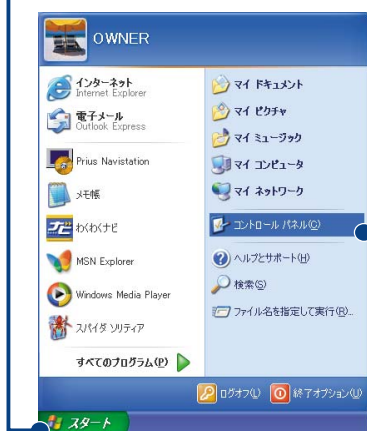 OWNER
インターネット
Internet Explorer
電子メール
Outlook Express
Prius Navistation
メモ帳
わくわくナビ
MSN Explorer
Windows Media Player
スパイダ ソリティア
すべてのプログラム(P)
マイ ドキュメント
マイ ピクチャ
マイ ミュージック
マイ コンピュータ
マイ ネットワーク
コントロール パネル(C)
ヘルプとサポート(H)
検索(S)
ファイル名を指定して実行(R)...
ログオフ(L)
終了オプション(U)
スタート